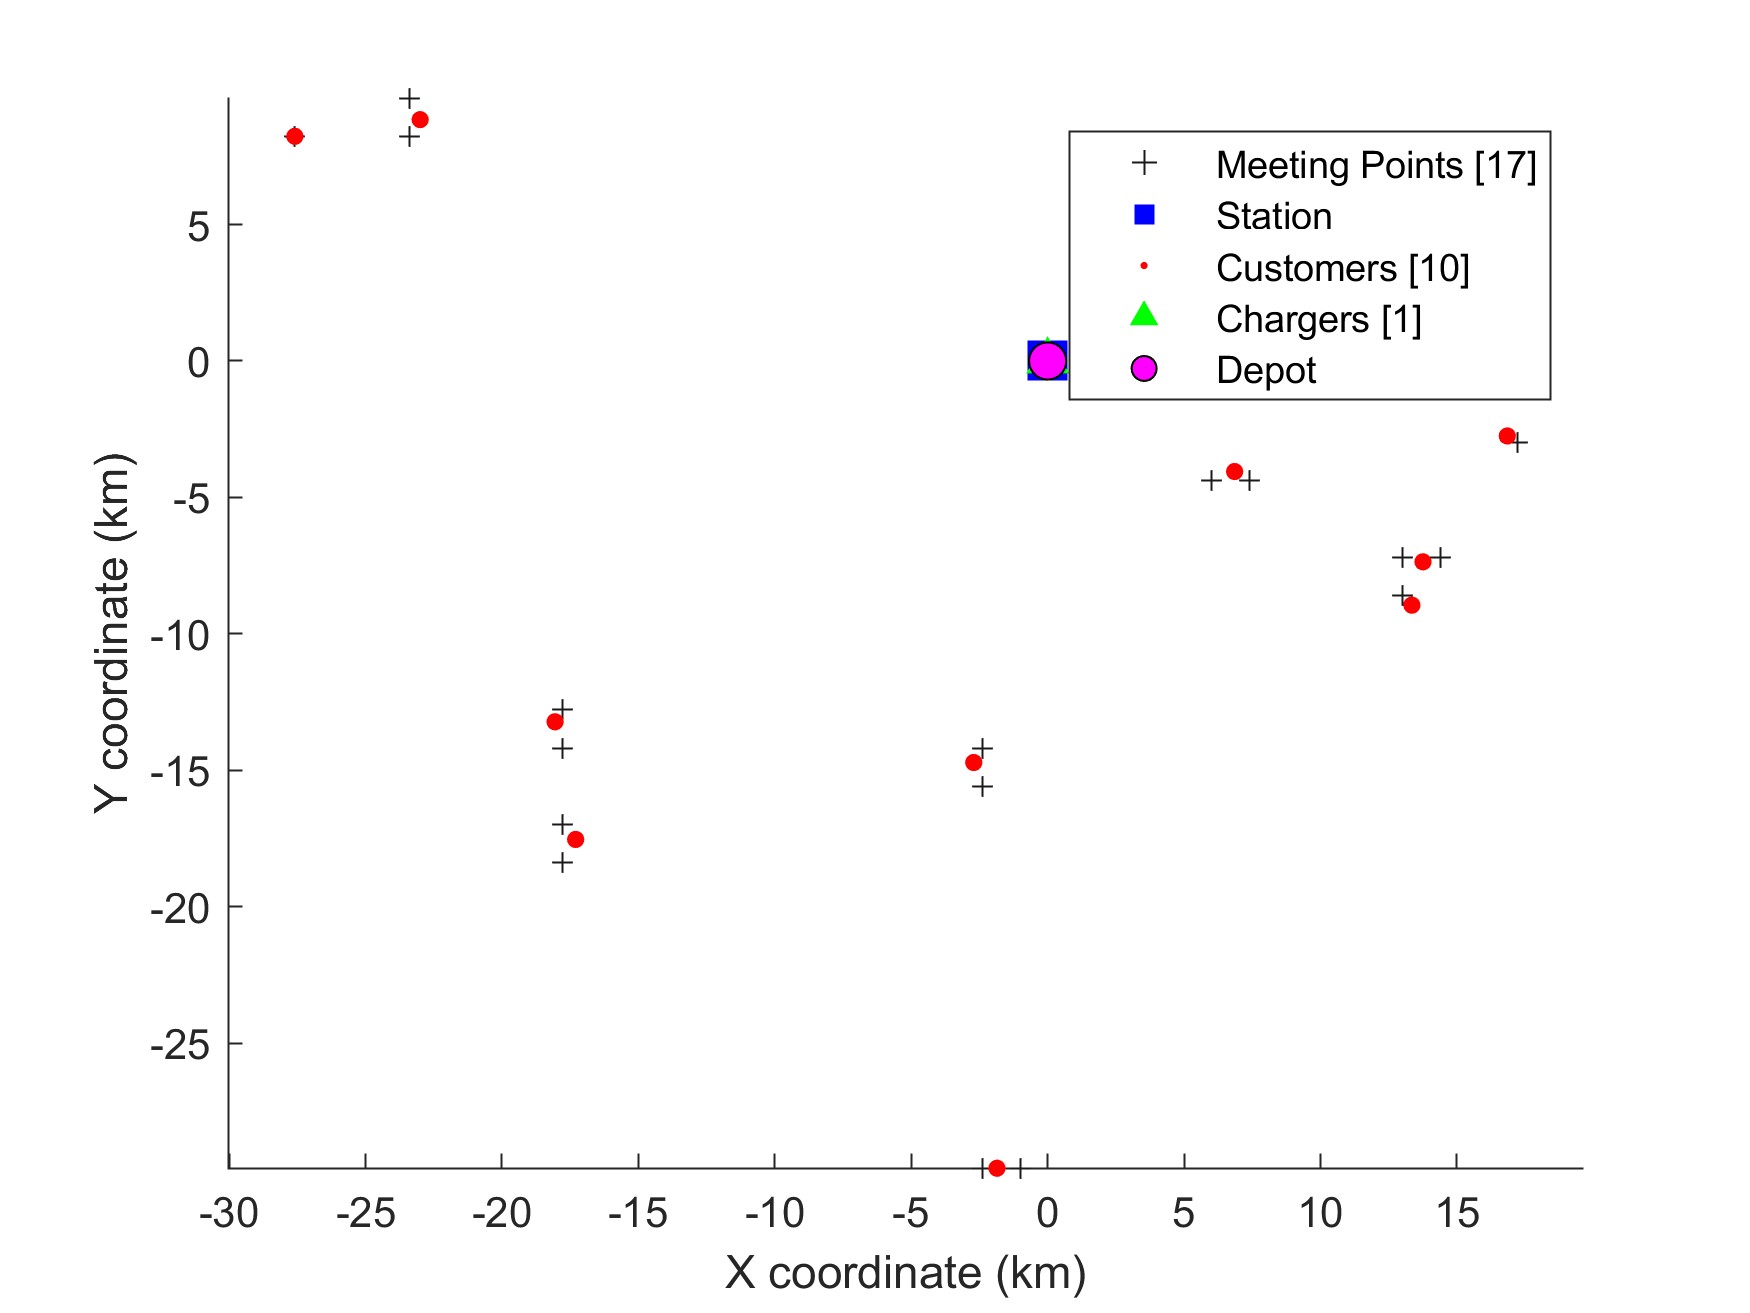 Meeting Points [17]
Station
Customers [10]
Chargers [1]
Depot
5
0
-5
-10
-15
-20
-25
Y coordinate (km)
-30 -25 -20 -15 -10 -5 0 5 10 15
X coordinate (km)